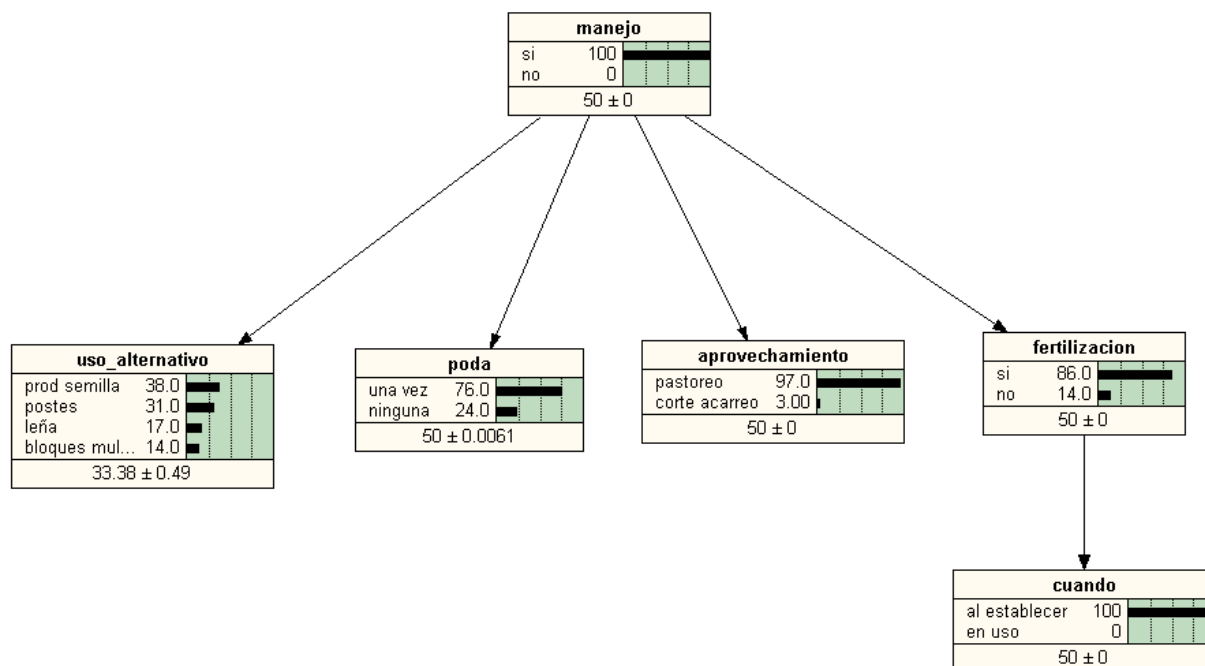 manejo
si 100
no 0
50 ± 0
uso_alternativo
prod semilla 38.0
postes 31.0
leña 17.0
bloques mul... 14.0
33.38 ± 0.49
poda
una vez 76.0
ninguna 24.0
50 ± 0.0061
aprovechamiento
pastoreo 97.0
corte acarreo 3.00
50 ± 0
fertilizacion
si 86.0
no 14.0
50 ± 0
cuando
al establecer 100
en uso 0
50 ± 0